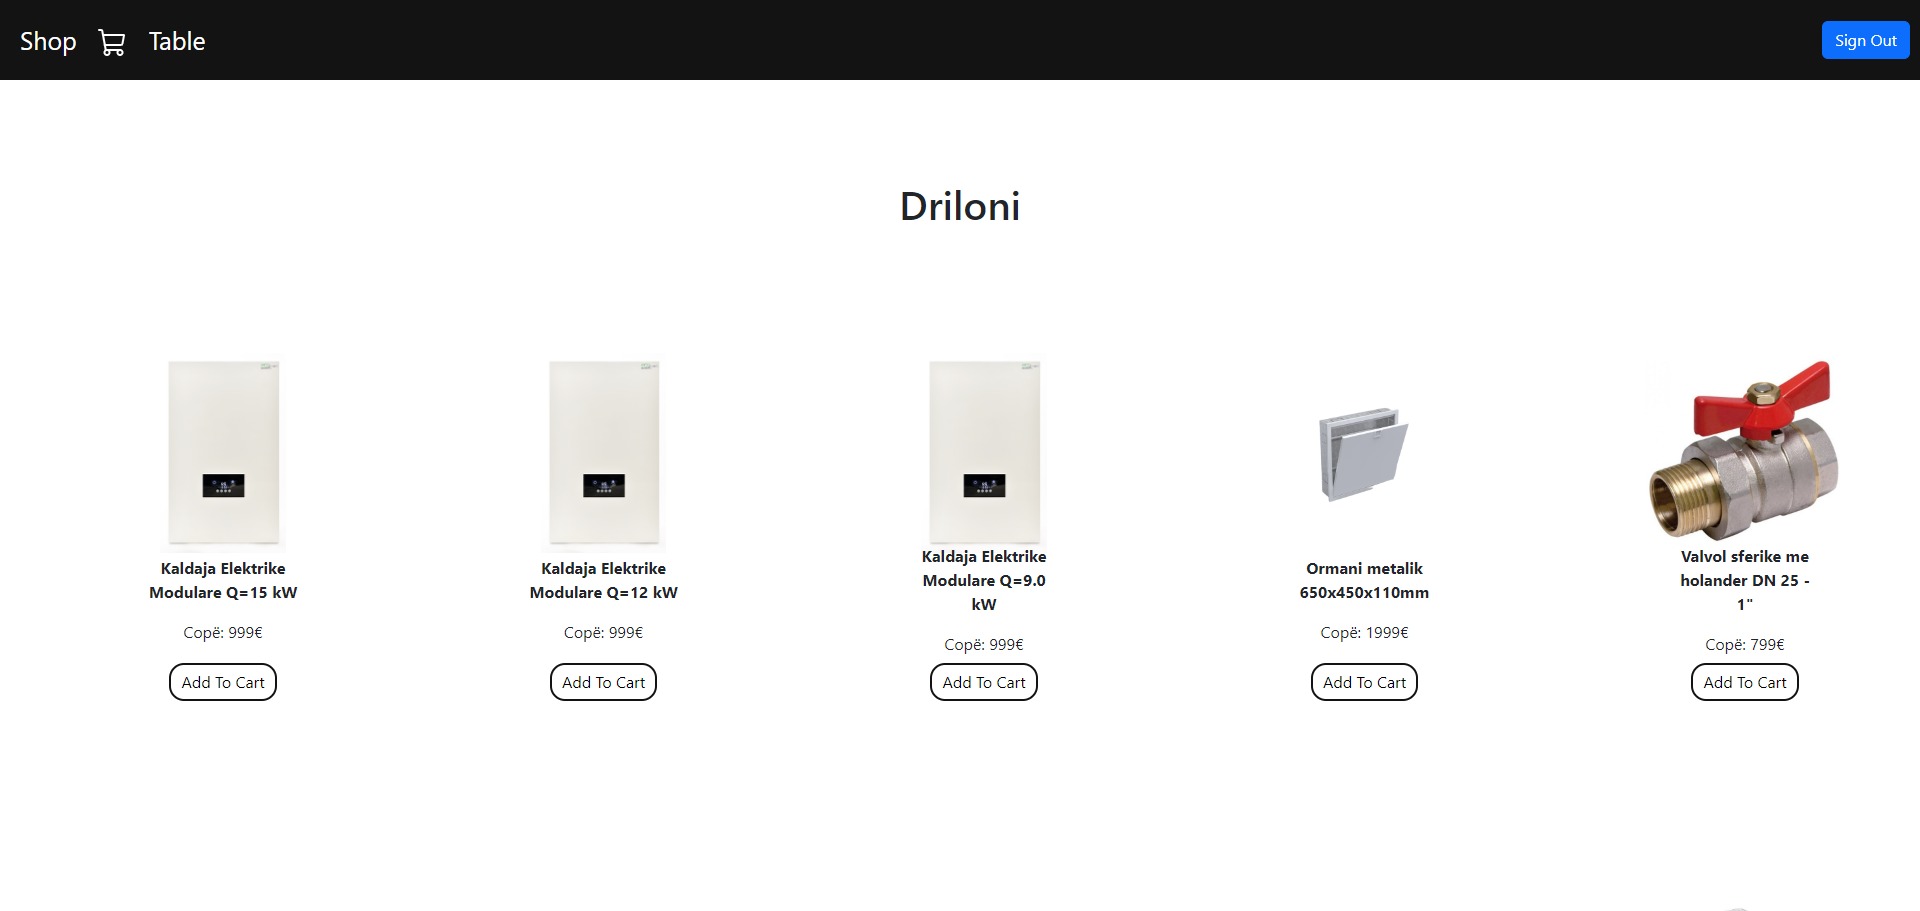 Shop
Table
Sign Out
Driloni
Kaldaja Elektrike
Modulare Q=15 kW
Copë: 999€
Add To Cart
Kaldaja Elektrike
Modulare Q=12 kW
Copë: 999€
Add To Cart
Kaldaja Elektrike
Modulare Q=9.0
kW
Copë: 999€
Add To Cart
Ormani metalik
650x450x110mm
Copë: 1999€
Add To Cart
Valvol sferike me
holander DN 25 -
1"
Copë: 799€
Add To Cart